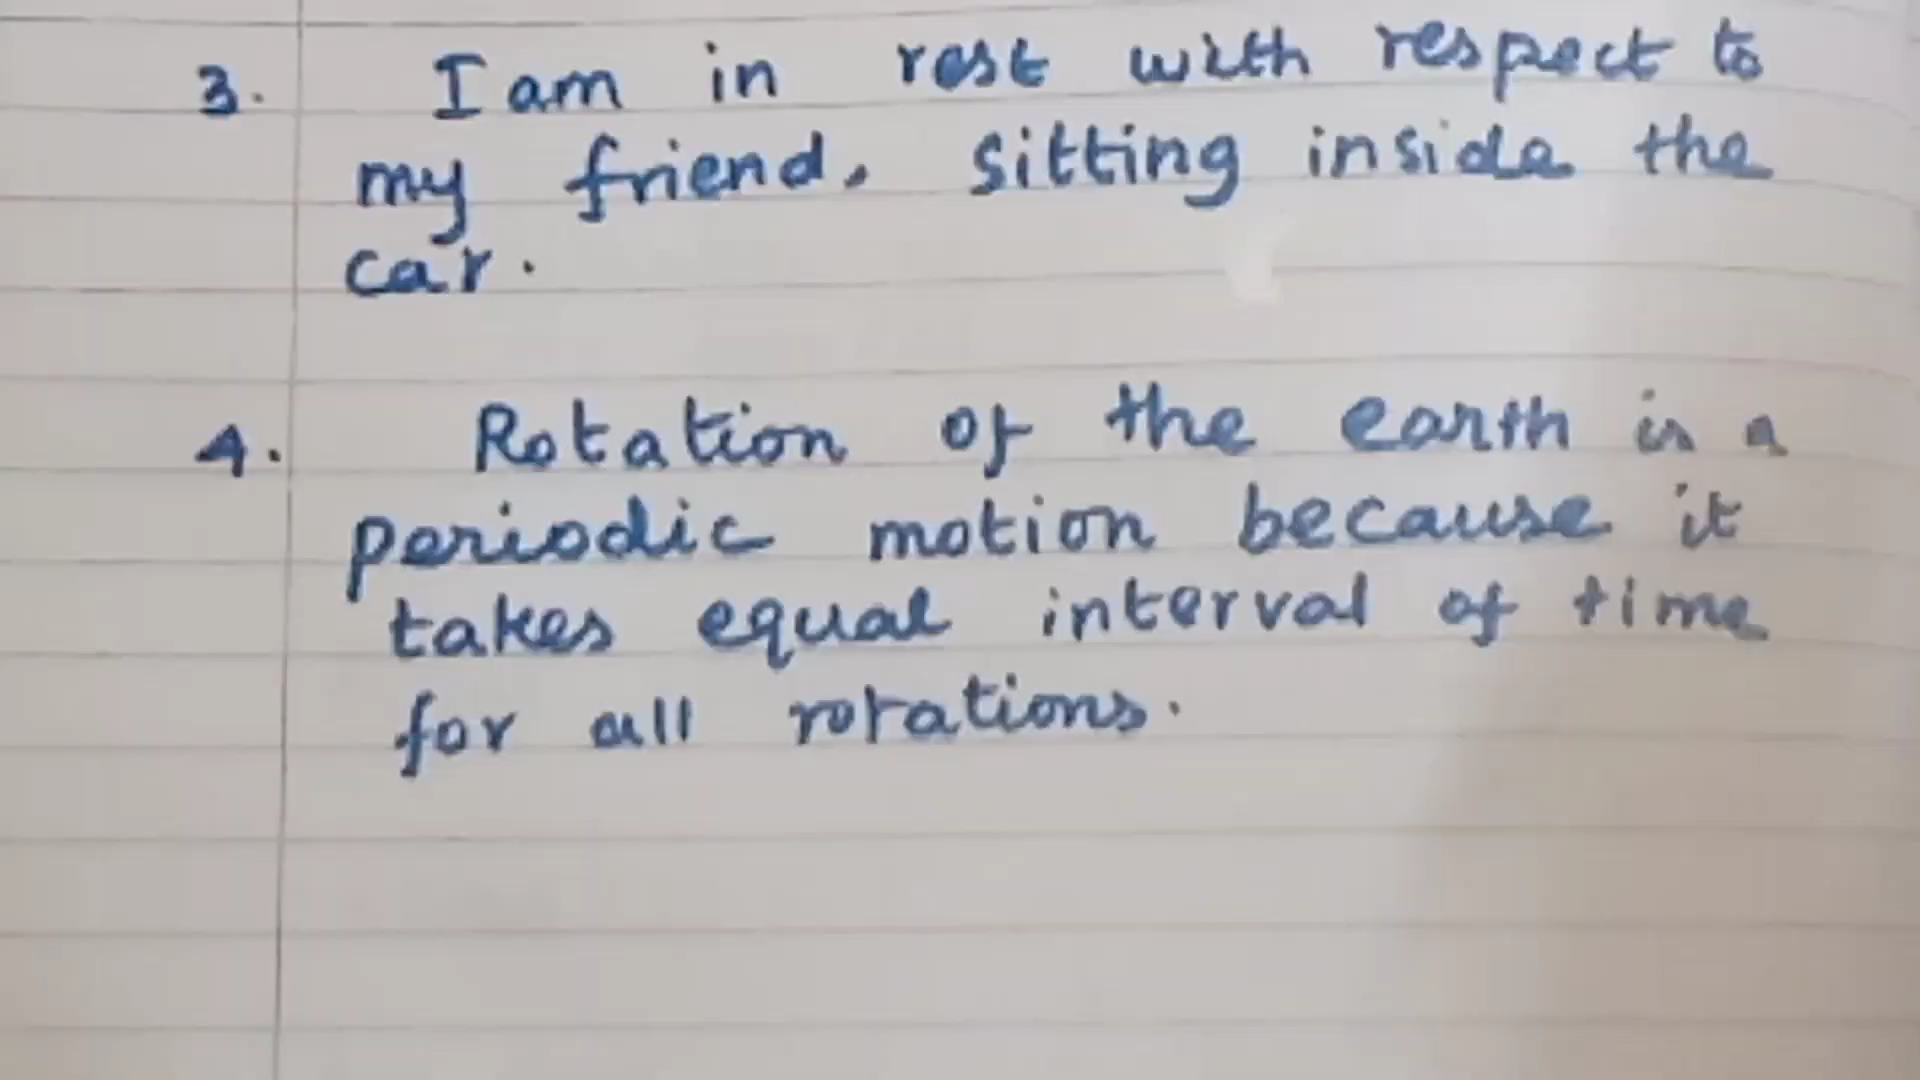 3. I am in rest with respect to
my friend, sitting inside the
car.
4. Rotation of the earth is a
periodic motion because it
takes equal interval of time
for all rotations.